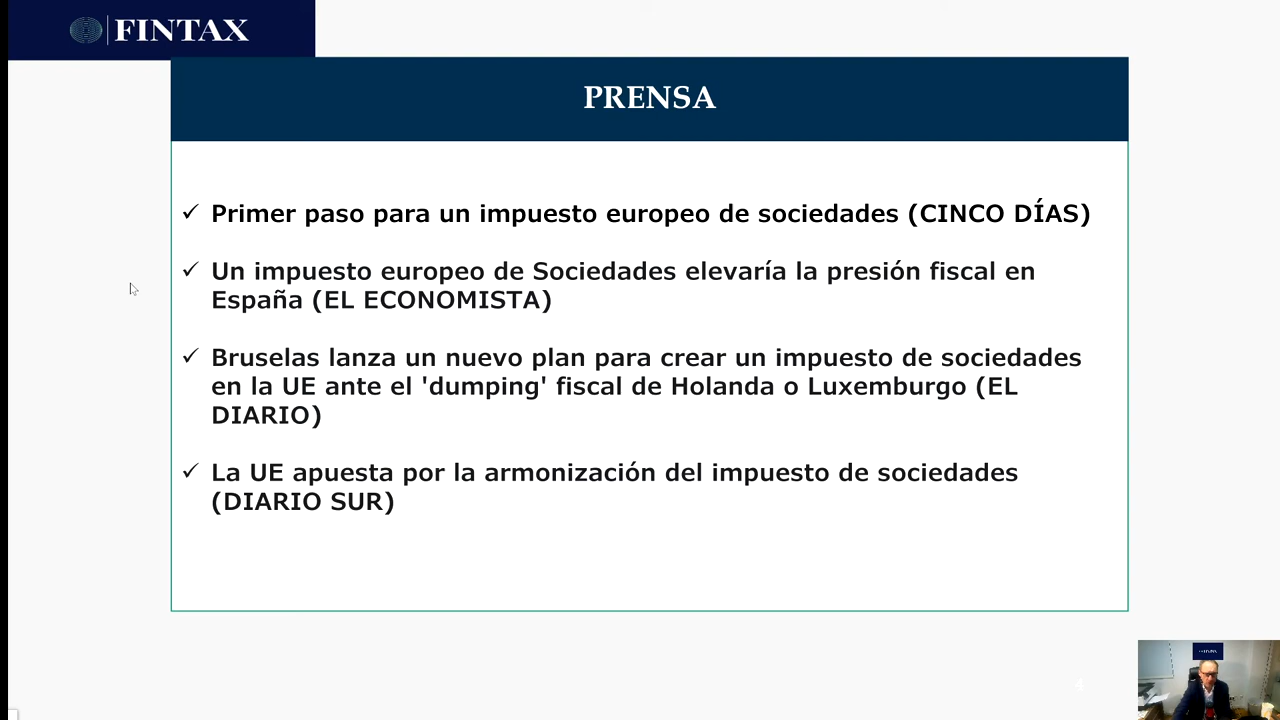 FINTAX
PRENSA
✓ Primer paso para un impuesto europeo de sociedades (CINCO DÍAS)
✓ Un impuesto europeo de Sociedades elevaría la presión fiscal en
España (EL ECONOMISTA)
✓ Bruselas lanza un nuevo plan para crear un impuesto de sociedades
en la UE ante el 'dumping' fiscal de Holanda o Luxemburgo (EL
DIARIO)
✓ La UE apuesta por la armonización del impuesto de sociedades
(DIARIO SUR)
4